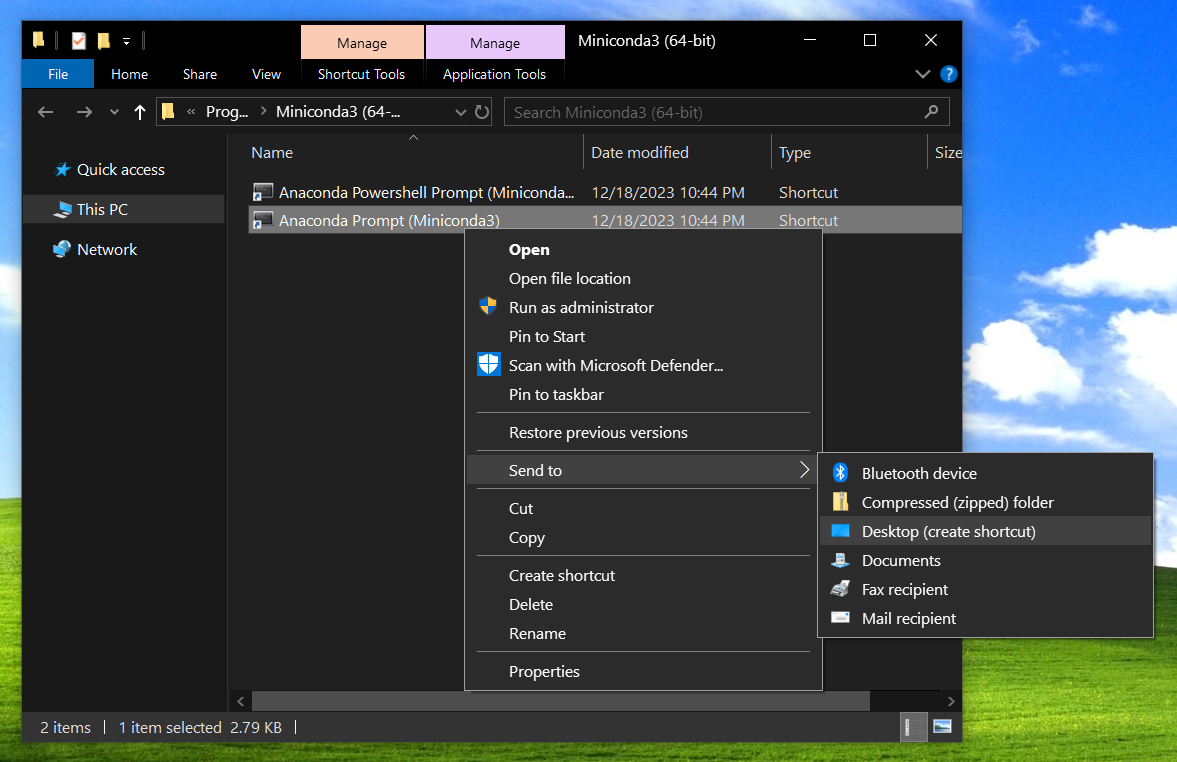 Manage Manage Miniconda3 (64-bit)
File Home Share View Shortcut Tools Application Tools ?
« Prog... > Miniconda3 (64-... Search Miniconda3 (64-bit)
Quick access
This PC
Network
Name Date modified Type Size
Anaconda Powershell Prompt (Miniconda... 12/18/2023 10:44 PM Shortcut
Anaconda Prompt (Miniconda3) 12/18/2023 10:44 PM Shortcut
Open
Open file location
Run as administrator
Pin to Start
Scan with Microsoft Defender...
Pin to taskbar
Restore previous versions
Send to
Cut
Copy
Create shortcut
Delete
Rename
Properties
Bluetooth device
Compressed (zipped) folder
Desktop (create shortcut)
Documents
Fax recipient
Mail recipient
2 items 1 item selected 2.79 KB